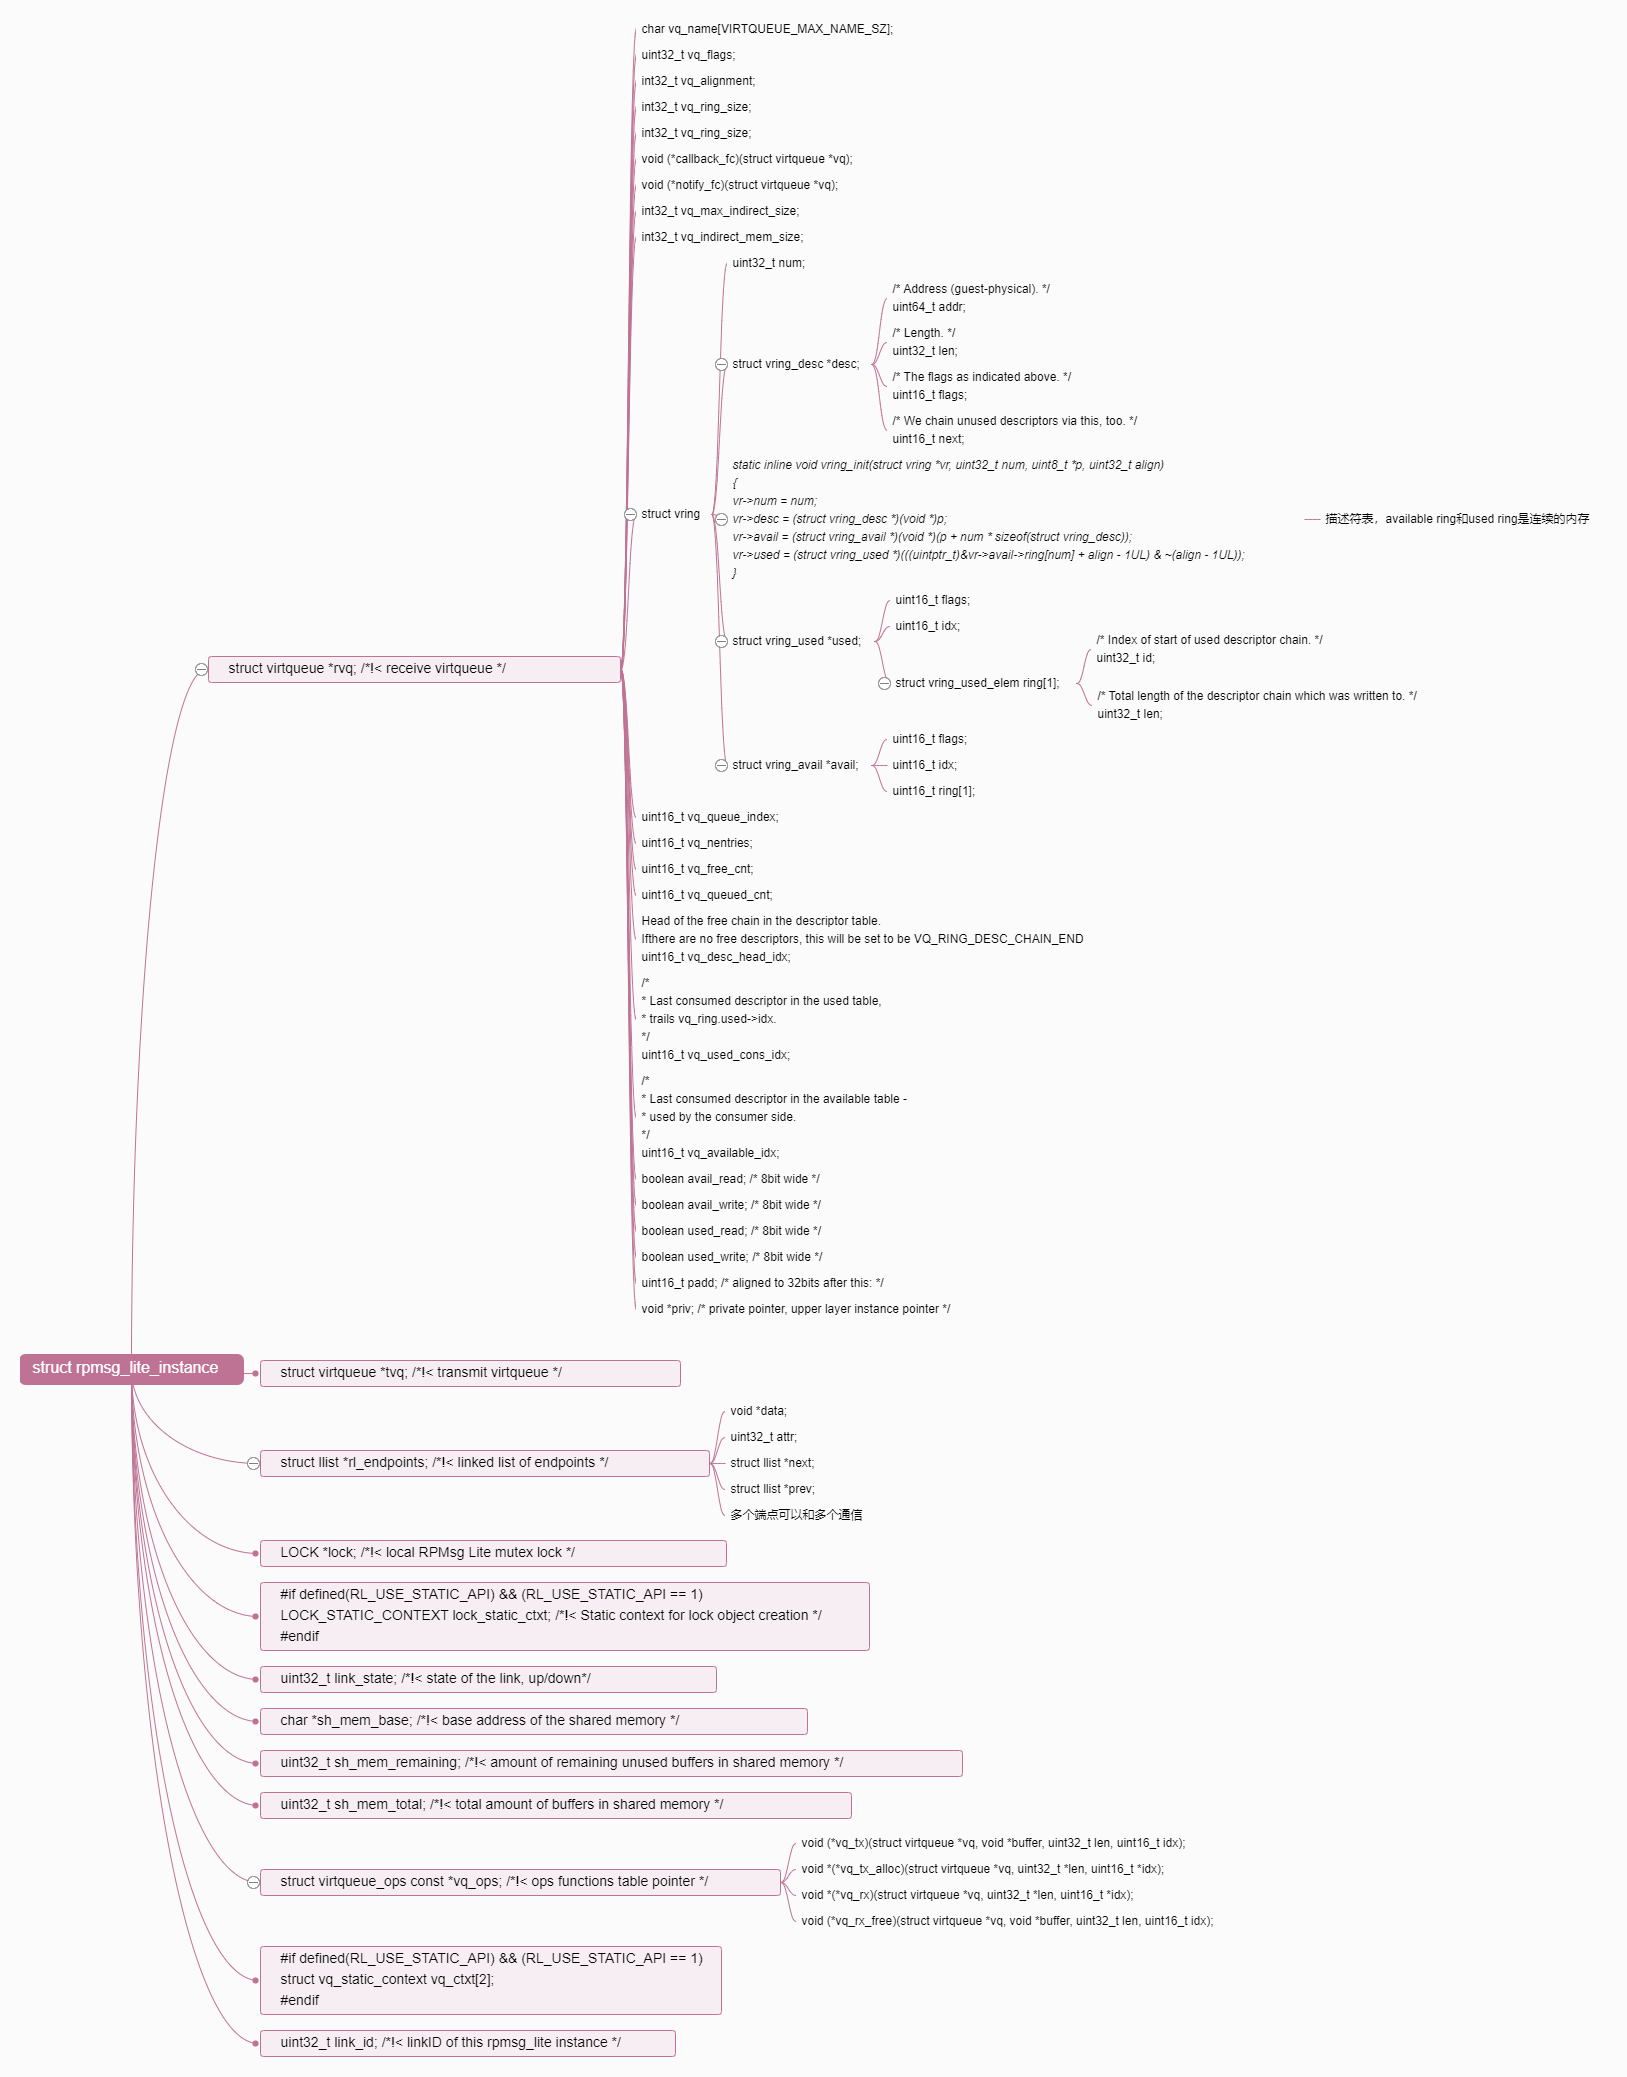 char vq_name[VIRTQUEUE_MAX_NAME_SZ];
uint32_t vq_flags;
int32_t vq_alignment;
int32_t vq_ring_size;
int32_t vq_ring_size;
void (*callback_fc)(struct virtqueue *vq);
void (*notify_fc)(struct virtqueue *vq);
int32_t vq_max_indirect_size;
int32_t vq_indirect_mem_size;
uint32_t num;
/* Address (guest-physical). */
uint64_t addr;
/* Length. */
uint32_t len;
struct vring_desc *desc;
/* The flags as indicated above. */
uint16_t flags;
/* We chain unused descriptors via this, too. */
uint16_t next;
static inline void vring_init(struct vring *vr, uint32_t num, uint8_t *p, uint32_t align)
{
vr->num = num;
struct vring
vr->desc = (struct vring_desc *)(void *)p;
描述符表，available ring和used ring是连续的内存
vr->avail = (struct vring_avail *)(void *)(p + num * sizeof(struct vring_desc));
vr->used = (struct vring_used *)(((uintptr_t)&vr->avail->ring[num] + align - 1UL) & ~(align - 1UL));
}
uint16_t flags;
uint16_t idx;
struct vring_used *used;
/* Index of start of used descriptor chain. */
uint32_t id;
struct vring_used_elem ring[1];
/* Total length of the descriptor chain which was written to. */
uint32_t len;
struct virtqueue *rvq; /*!< receive virtqueue */
uint16_t flags;
struct vring_avail *avail;
uint16_t idx;
uint16_t ring[1];
uint16_t vq_queue_index;
uint16_t vq_nentries;
uint16_t vq_free_cnt;
uint16_t vq_queued_cnt;
Head of the free chain in the descriptor table.
Ifthere are no free descriptors, this will be set to be VQ_RING_DESC_CHAIN_END
uint16_t vq_desc_head_idx;
/*
* Last consumed descriptor in the used table,
* trails vq_ring.used->idx.
*/
uint16_t vq_used_cons_idx;
/*
* Last consumed descriptor in the available table -
* used by the consumer side.
*/
uint16_t vq_available_idx;
boolean avail_read; /* 8bit wide */
boolean avail_write; /* 8bit wide */
boolean used_read; /* 8bit wide */
boolean used_write; /* 8bit wide */
uint16_t padd; /* aligned to 32bits after this: */
void *priv; /* private pointer, upper layer instance pointer */
struct rpmsg_lite_instance
struct virtqueue *tvq; /*!< transmit virtqueue */
void *data;
uint32_t attr;
struct llist *rl_endpoints; /*!< linked list of endpoints */
struct llist *next;
struct llist *prev;
多个端点可以和多个通信
LOCK *lock; /*!< local RPMsg Lite mutex lock */
#if defined(RL_USE_STATIC_API) && (RL_USE_STATIC_API == 1)
LOCK_STATIC_CONTEXT lock_static_ctxt; /*!< Static context for lock object creation */
#endif
uint32_t link_state; /*!< state of the link, up/down*/
char *sh_mem_base; /*!< base address of the shared memory */
uint32_t sh_mem_remaining; /*!< amount of remaining unused buffers in shared memory */
uint32_t sh_mem_total; /*!< total amount of buffers in shared memory */
void (*vq_tx)(struct virtqueue *vq, void *buffer, uint32_t len, uint16_t idx);
void *(*vq_tx_alloc)(struct virtqueue *vq, uint32_t *len, uint16_t *idx);
struct virtqueue_ops const *vq_ops; /*!< ops functions table pointer */
void *(*vq_rx)(struct virtqueue *vq, uint32_t *len, uint16_t *idx);
void (*vq_rx_free)(struct virtqueue *vq, void *buffer, uint32_t len, uint16_t idx);
#if defined(RL_USE_STATIC_API) && (RL_USE_STATIC_API == 1)
struct vq_static_context vq_ctxt[2];
#endif
uint32_t link_id; /*!< linkID of this rpmsg_lite instance */